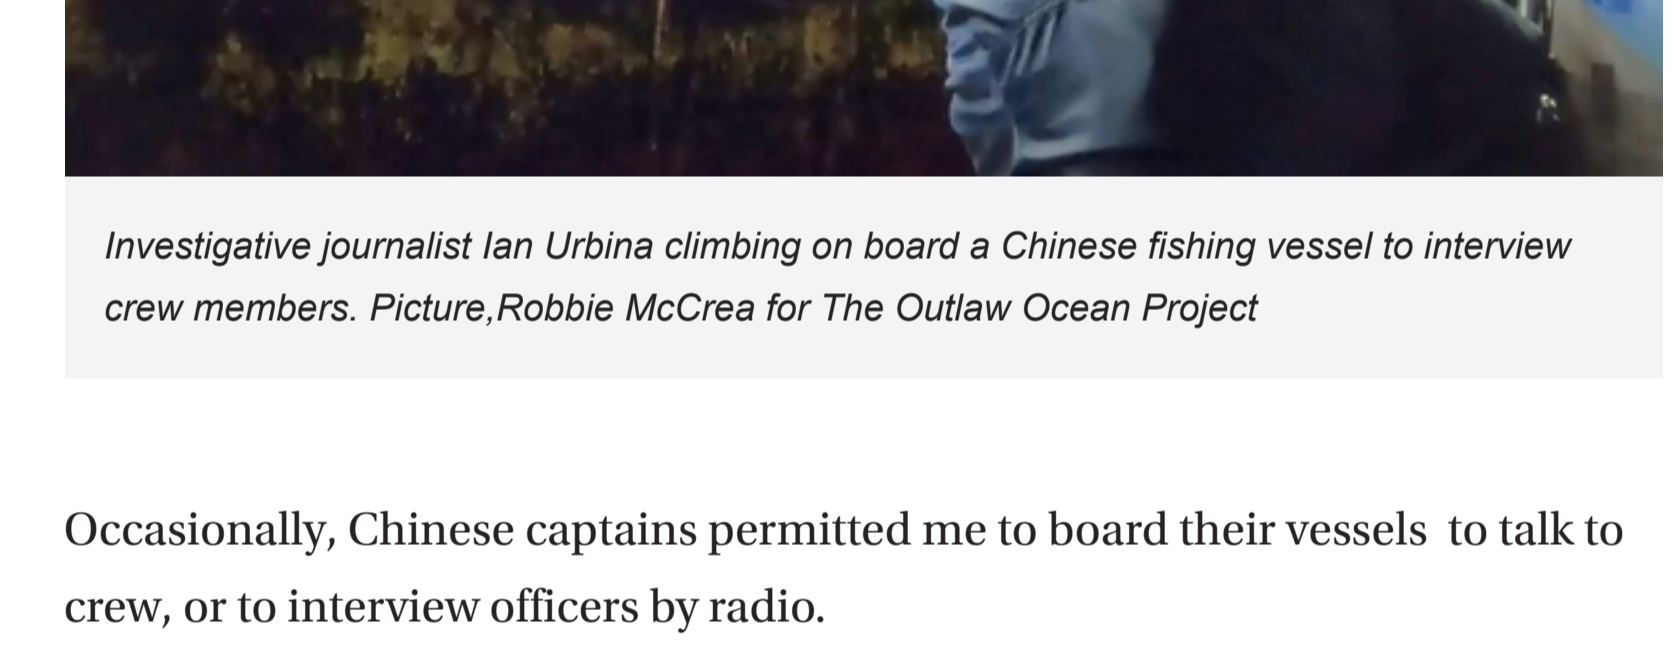 Investigative journalist Ian Urbina climbing on board a Chinese fishing vessel to interview
crew members. Picture,Robbie McCrea for The Outlaw Ocean Project
Occasionally, Chinese captains permitted me to board their vessels  to talk to
crew, or to interview officers by radio.